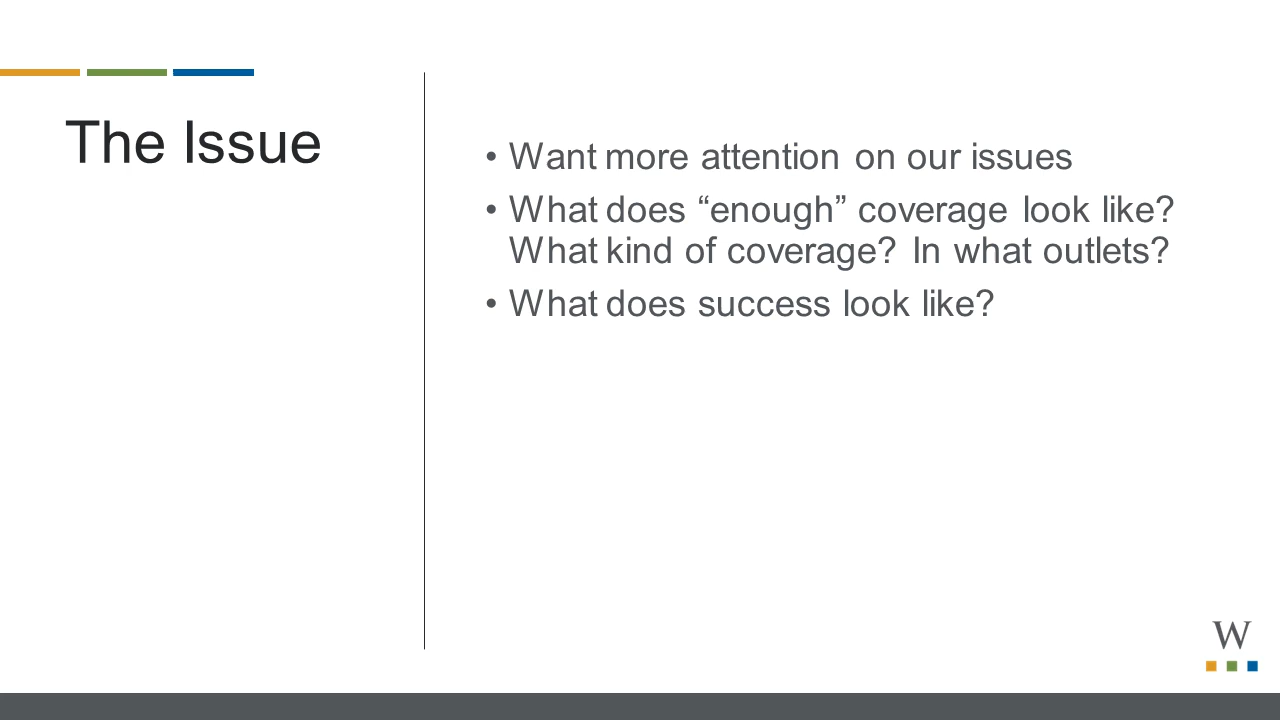 The Issue
• Want more attention on our issues
• What does “enough” coverage look like?
What kind of coverage? In what outlets?
• What does success look like?
W